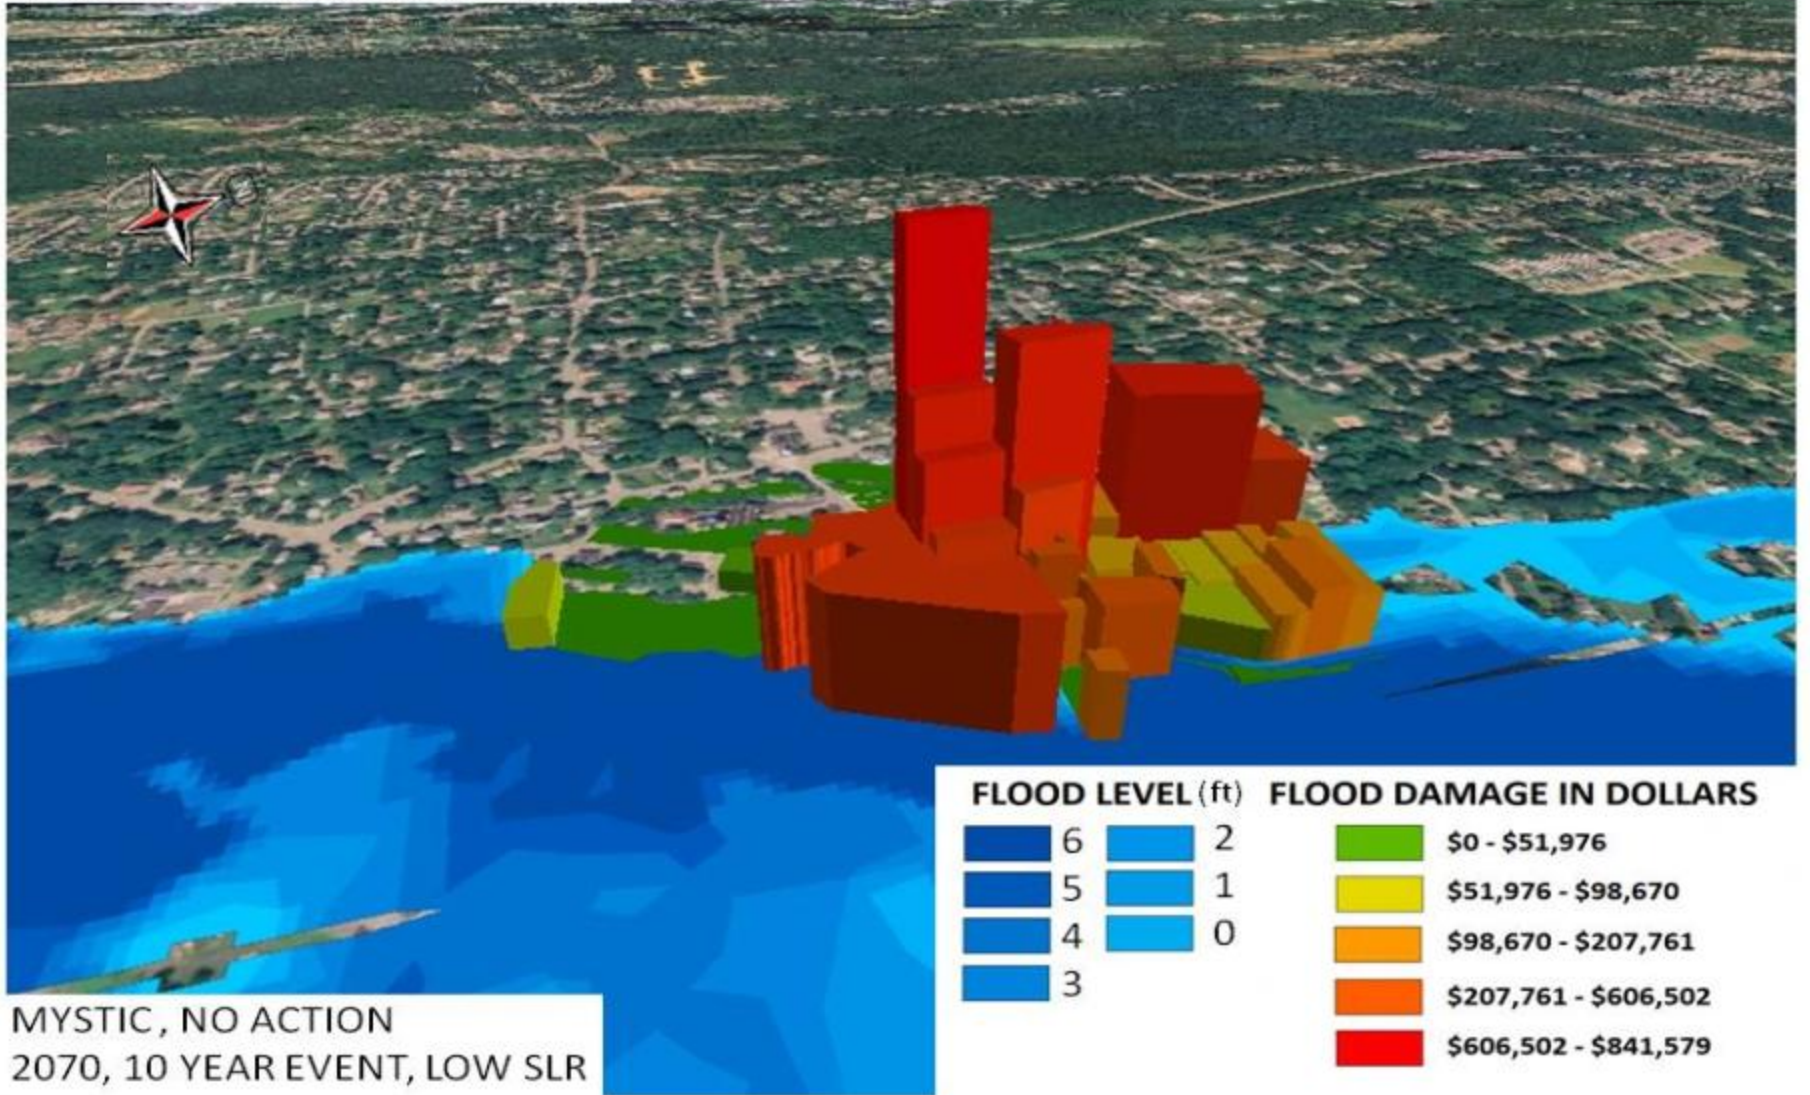 FLOOD LEVEL (ft)
6
5
4
3
2
1
0
FLOOD DAMAGE IN DOLLARS
$0 - $51,976
$51,976 - $98,670
$98,670 - $207,761
$207,761 - $606,502
$606,502 - $841,579
MYSTIC, NO ACTION
2070, 10 YEAR EVENT, LOW SLR